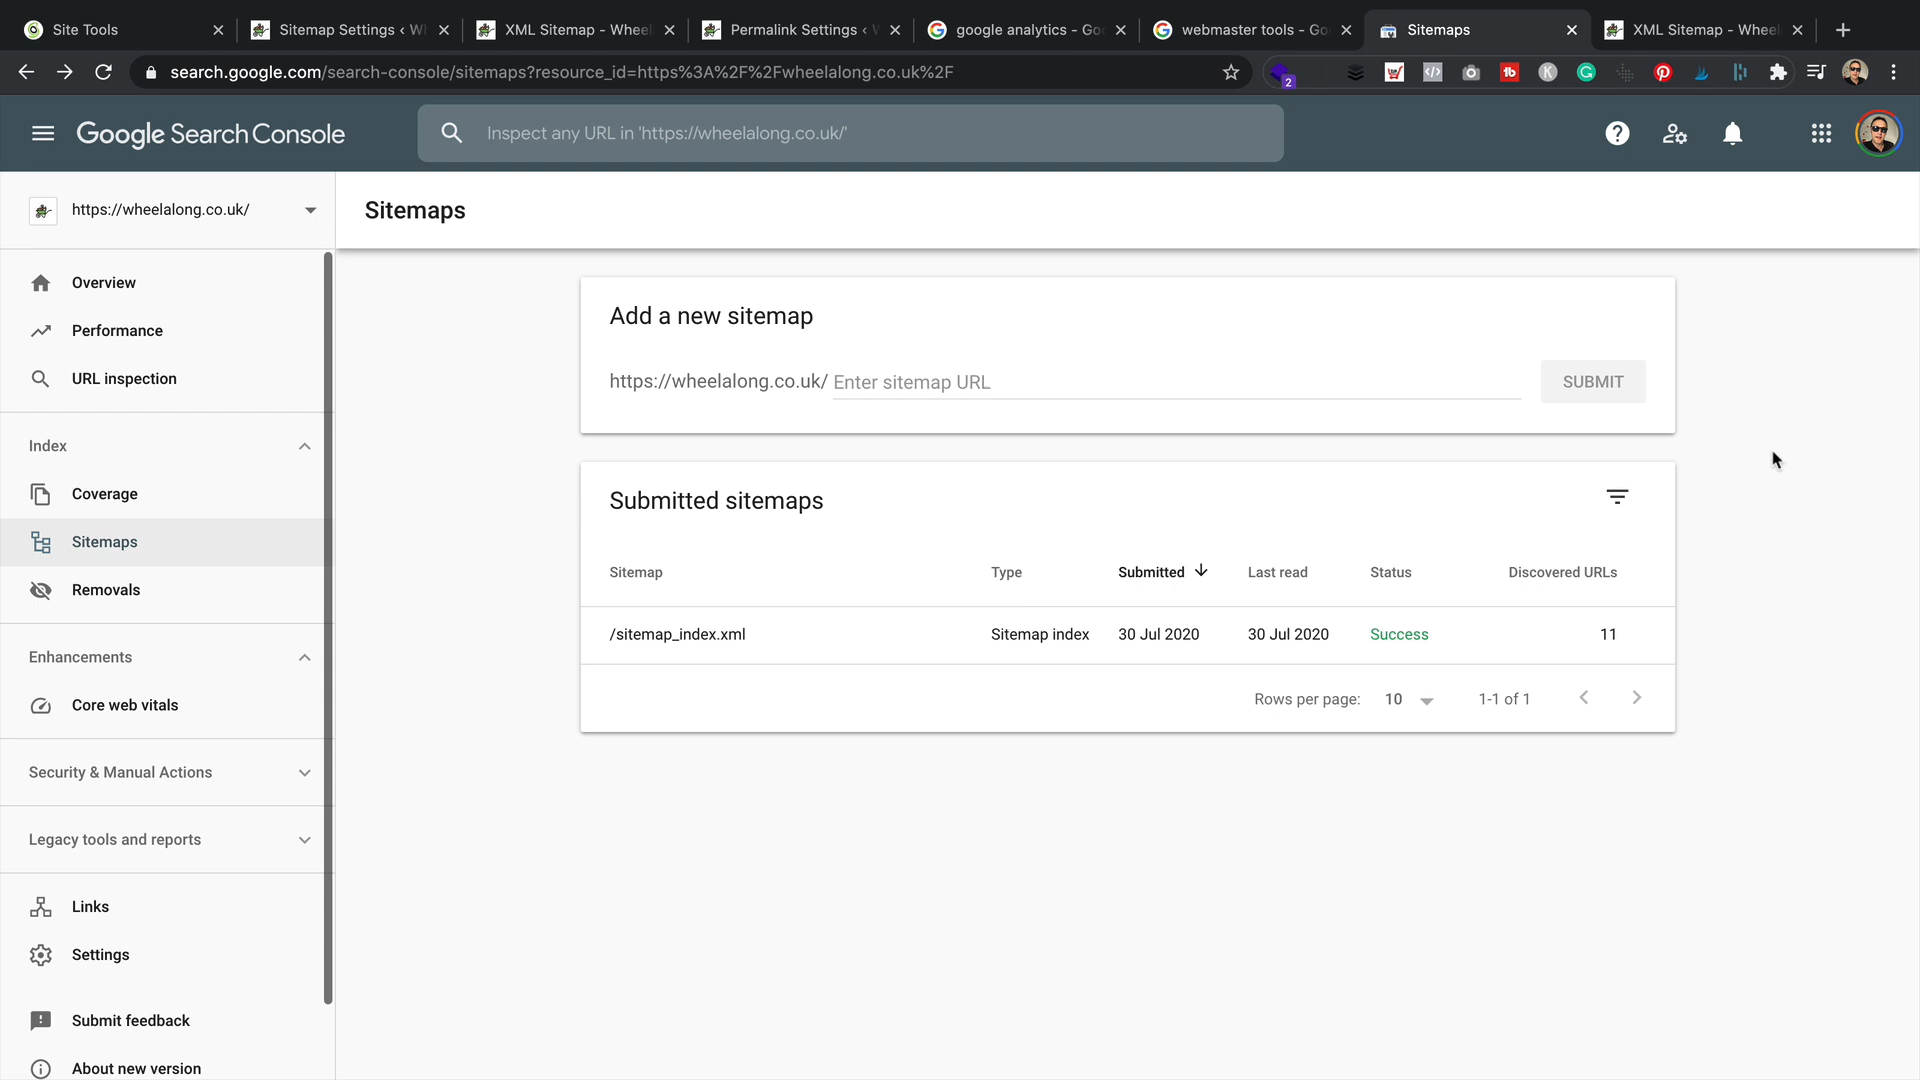 Site Tools
Sitemap Settings ‹ W
XML Sitemap - Wheel
Permalink Settings ‹ W
google analytics - Goo
webmaster tools - Goo
Sitemaps
XML Sitemap - Wheel
search.google.com/search-console/sitemaps?resource_id=https%3A%2F%2Fwheelalong.co.uk%2F
2
Google Search Console
Inspect any URL in 'https://wheelalong.co.uk/'
https://wheelalong.co.uk/
Sitemaps
Overview
Performance
URL inspection
Index
Coverage
Sitemaps
Removals
Enhancements
Core web vitals
Security & Manual Actions
Legacy tools and reports
Links
Settings
Submit feedback
About new version
Add a new sitemap
https://wheelalong.co.uk/ Enter sitemap URL
SUBMIT
Submitted sitemaps
Sitemap Type Submitted Last read Status Discovered URLs
/sitemap_index.xml Sitemap index 30 Jul 2020 30 Jul 2020 Success 11
Rows per page: 10 1-1 of 1